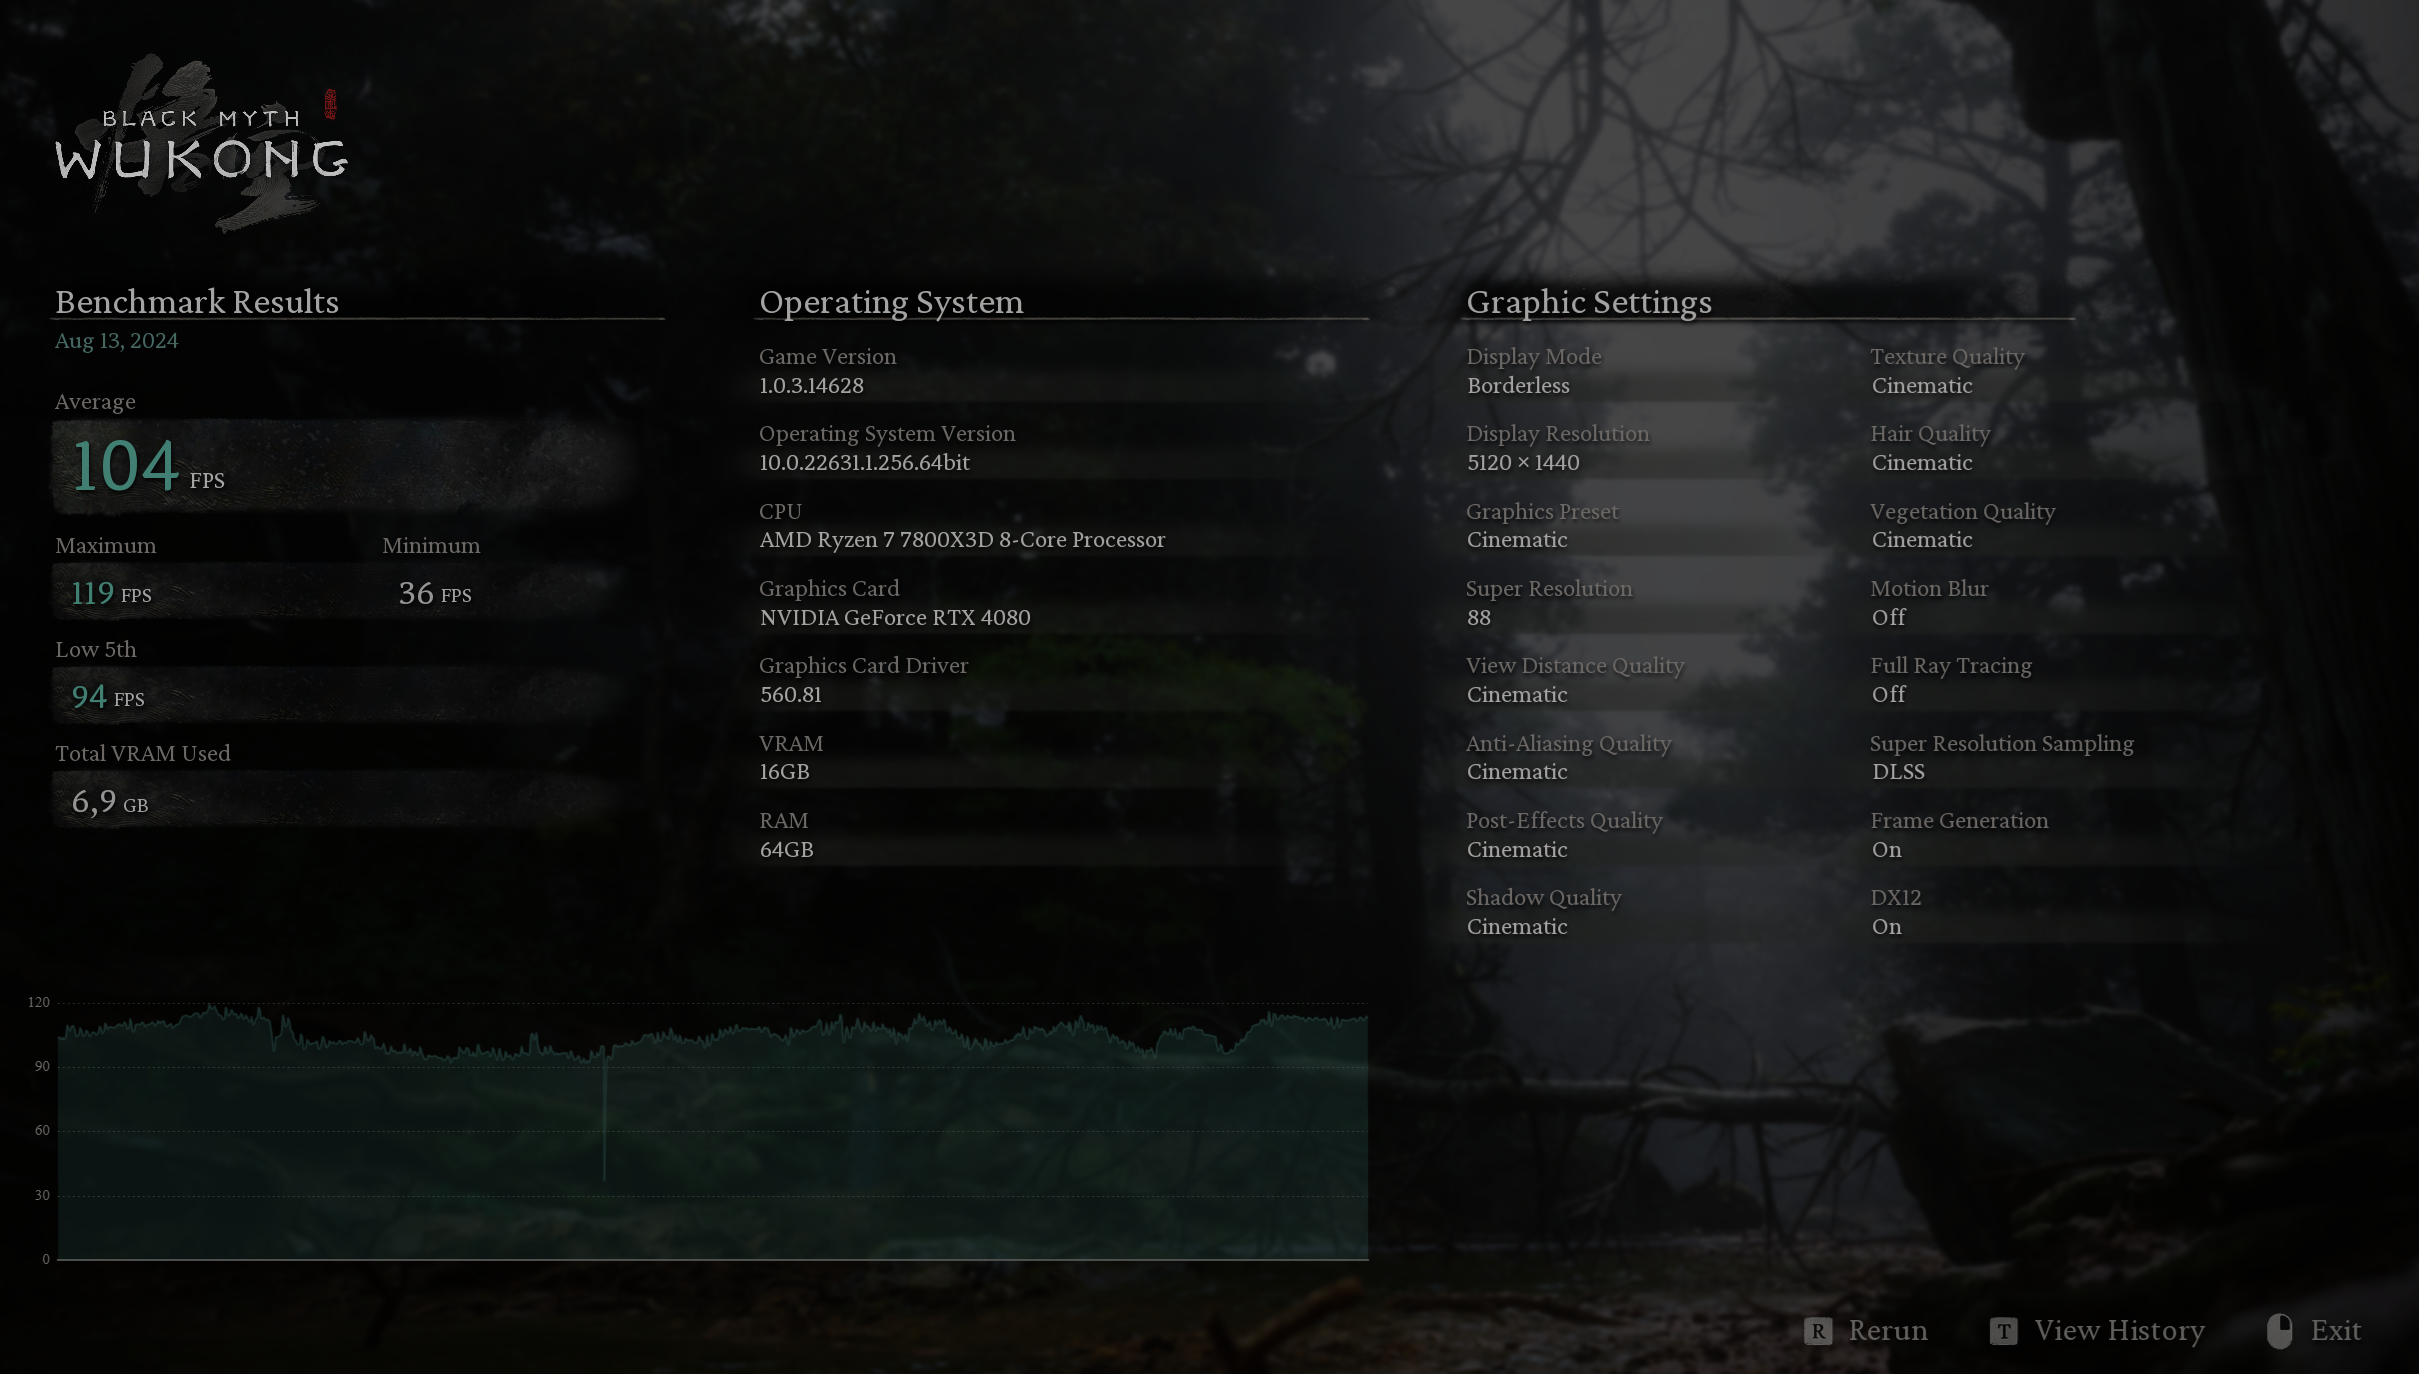 BLACK MYTH
WUKONG
Benchmark Results
Aug 13, 2024
Average
104 FPS
Maximum
Minimum
119 FPS
36 FPS
Low 5th
94 FPS
Total VRAM Used
6,9 GB
Operating System
Game Version
1.0.3.14628
Operating System Version
10.0.22631.1.256.64bit
CPU
AMD Ryzen 7 7800X3D 8-Core Processor
Graphics Card
NVIDIA GeForce RTX 4080
Graphics Card Driver
560.81
VRAM
16GB
RAM
64GB
Graphic Settings
Display Mode
Borderless
Display Resolution
5120 × 1440
Graphics Preset
Cinematic
Super Resolution
88
View Distance Quality
Cinematic
Anti-Aliasing Quality
Cinematic
Post-Effects Quality
Cinematic
Shadow Quality
Cinematic
Texture Quality
Cinematic
Hair Quality
Cinematic
Vegetation Quality
Cinematic
Motion Blur
Off
Full Ray Tracing
Off
Super Resolution Sampling
DLSS
Frame Generation
On
DX12
On
120
90
60
30
0
R Rerun
T View History
Exit